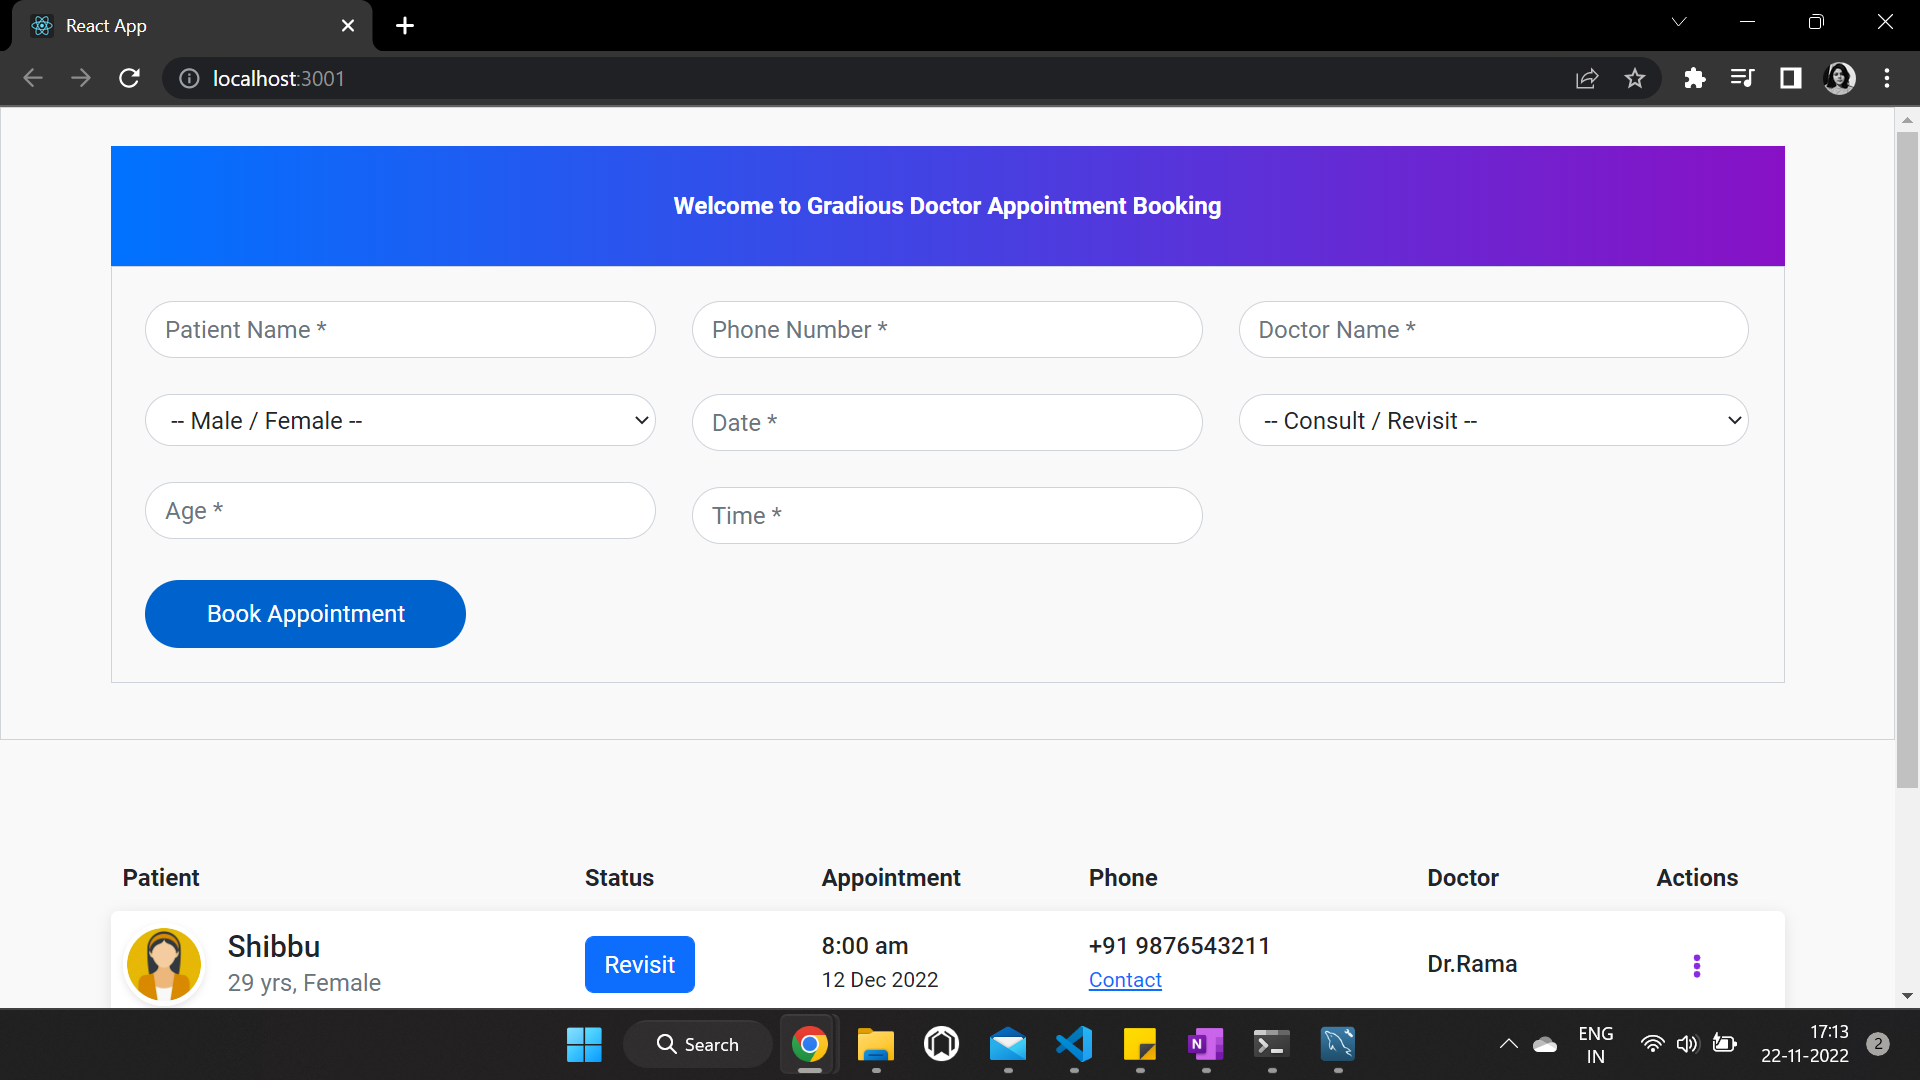 React App
localhost:3001
Welcome to Gradious Doctor Appointment Booking
Patient Name *
Phone Number *
Doctor Name *
-- Male / Female --
Date *
-- Consult / Revisit --
Age *
Time *
Book Appointment
Patient Status Appointment Phone Doctor Actions
Shibbu
29 yrs, Female
Revisit
8:00 am
12 Dec 2022
+91 9876543211
Contact
Dr.Rama
Search
N
ENG
IN
17:13
22-11-2022
2